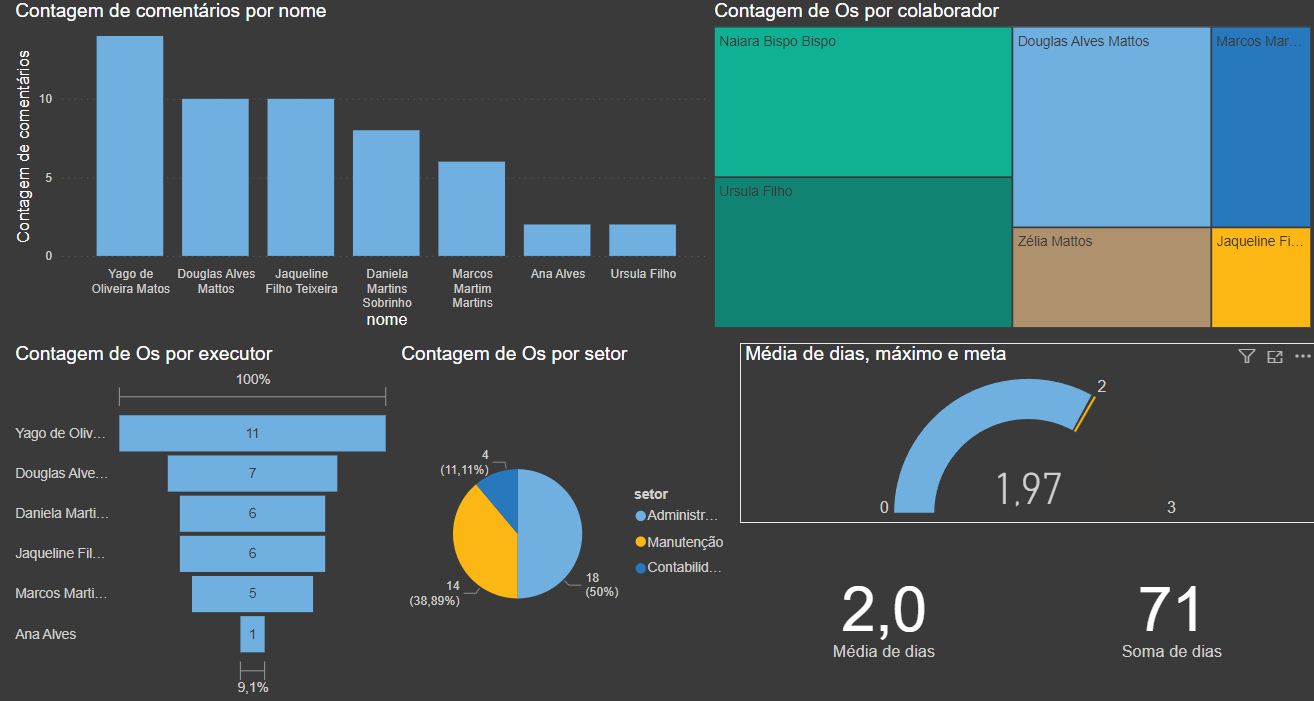 Contagem de comentários por nome
Contagem de comentários
10
5
0
Yago de
Oliveira Matos
Douglas Alves
Mattos
Jaqueline
Filho Teixeira
Daniela
Martins
Sobrinho
Marcos
Martim
Martins
Ana Alves
Ursula Filho
nome
Contagem de Os por colaborador
Naiara Bispo Bispo
Ursula Filho
Douglas Alves Mattos
Zélia Mattos
Marcos Mar...
Jaqueline Fi...
Contagem de Os por executor
100%
Yago de Oliv...
11
Douglas Alve...
7
Daniela Marti...
6
Jaqueline Fil...
6
Marcos Marti...
5
Ana Alves
1
9,1%
Contagem de Os por setor
4
(11,11%)
14
(38,89%)
18
(50%)
setor
Administr...
Manutenção
Contabilid...
Média de dias, máximo e meta
2
0
1,97
3
2,0
Média de dias
71
Soma de dias